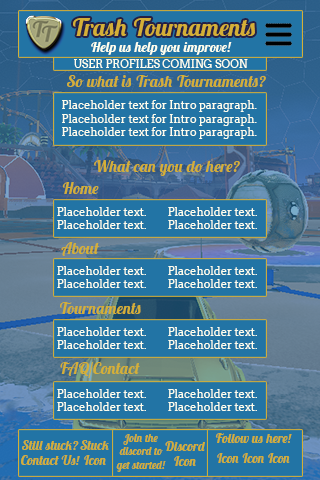 TT
Trash Tournaments
Help us help you improve!
USER PROFILES COMING SOON
So what is Trash Tournaments?
Placeholder text for Intro paragraph.
Placeholder text for Intro paragraph.
Placeholder text for Intro paragraph.
What can you do here?
Home
Placeholder text. Placeholder text.
Placeholder text. Placeholder text.
About
Placeholder text. Placeholder text.
Placeholder text. Placeholder text.
Tournaments
Placeholder text. Placeholder text.
Placeholder text. Placeholder text.
FAQ/Contact
Placeholder text. Placeholder text.
Placeholder text. Placeholder text.
Still stuck? Stuck
Contact Us! Icon
Join the
discord to
get started!
Discord
Icon
Follow us here!
Icon Icon Icon